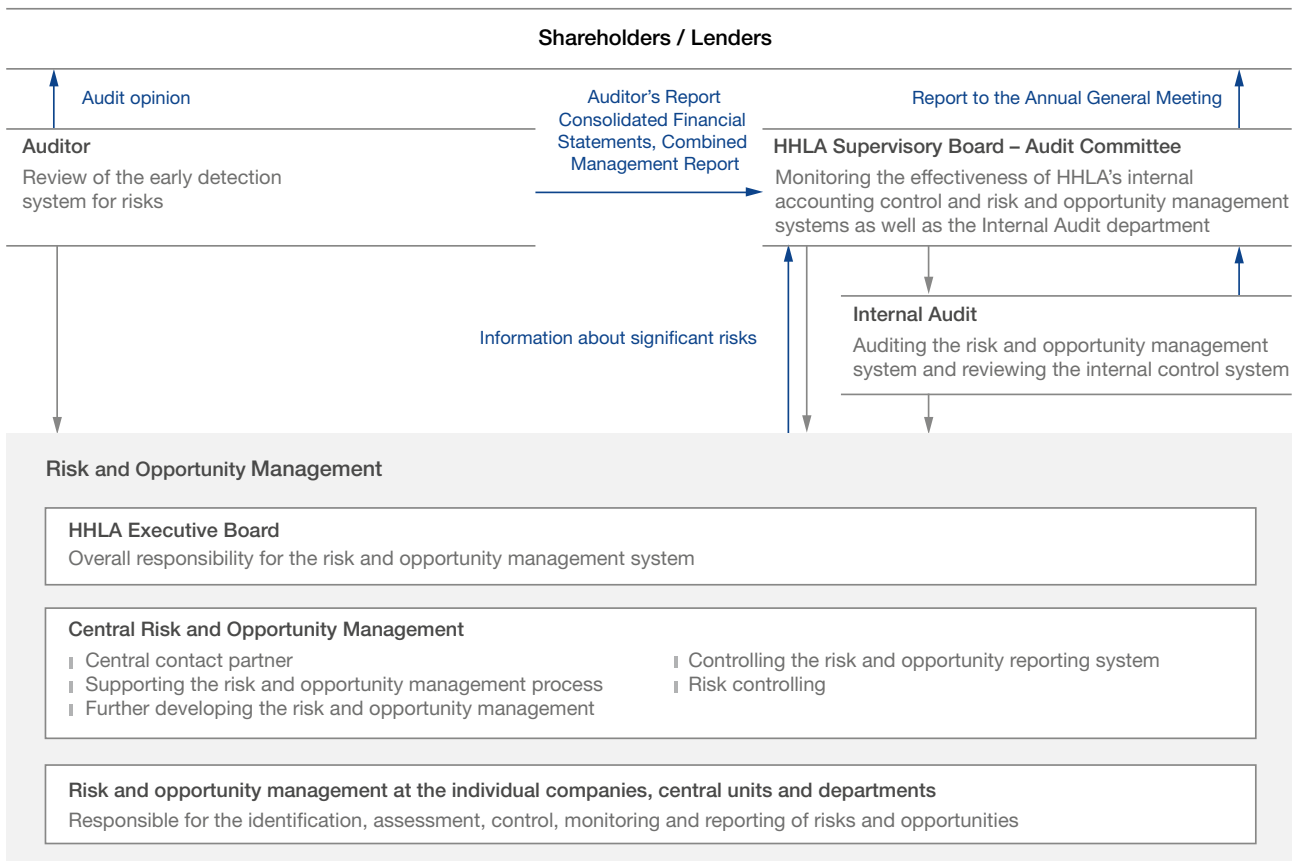 Shareholders / Lenders
Audit opinion
Auditor’s Report
Consolidated Financial
Statements, Combined
Management Report
Report to the Annual General Meeting
Auditor
Review of the early detection
system for risks
HHLA Supervisory Board – Audit Committee
Monitoring the effectiveness of HHLA’s internal
accounting control and risk and opportunity management
systems as well as the Internal Audit department
Information about significant risks
Internal Audit
Auditing the risk and opportunity management
system and reviewing the internal control system
Risk and Opportunity Management
HHLA Executive Board
Overall responsibility for the risk and opportunity management system
Central Risk and Opportunity Management
Central contact partner
Supporting the risk and opportunity management process
Further developing the risk and opportunity management
Controlling the risk and opportunity reporting system
Risk controlling
Risk and opportunity management at the individual companies, central units and departments
Responsible for the identification, assessment, control, monitoring and reporting of risks and opportunities